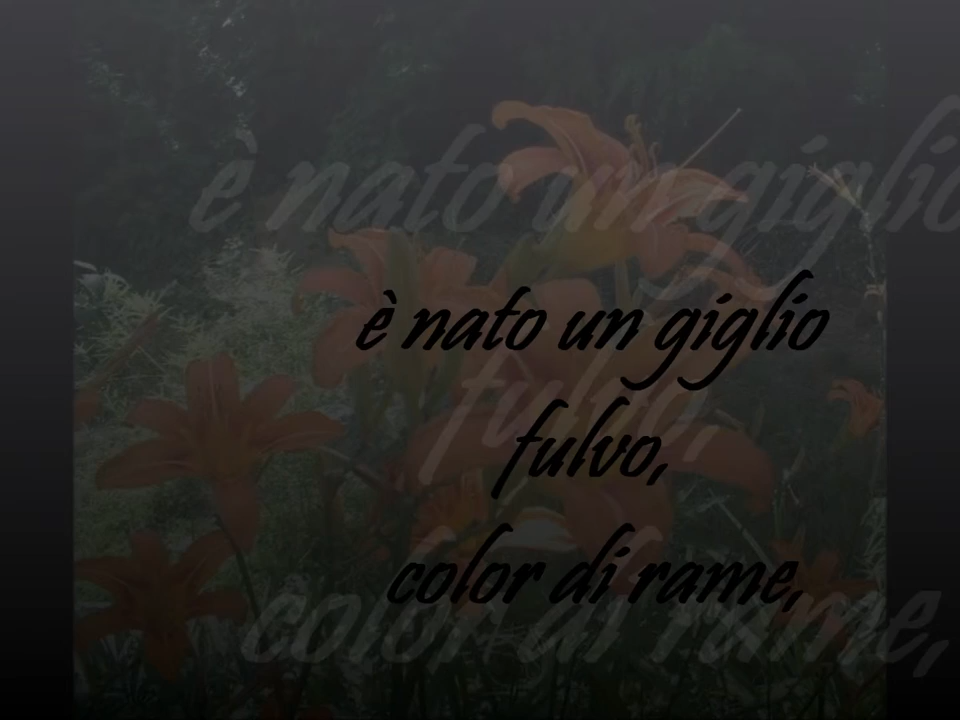 è nato un giglio
fulvo,
color di rame,